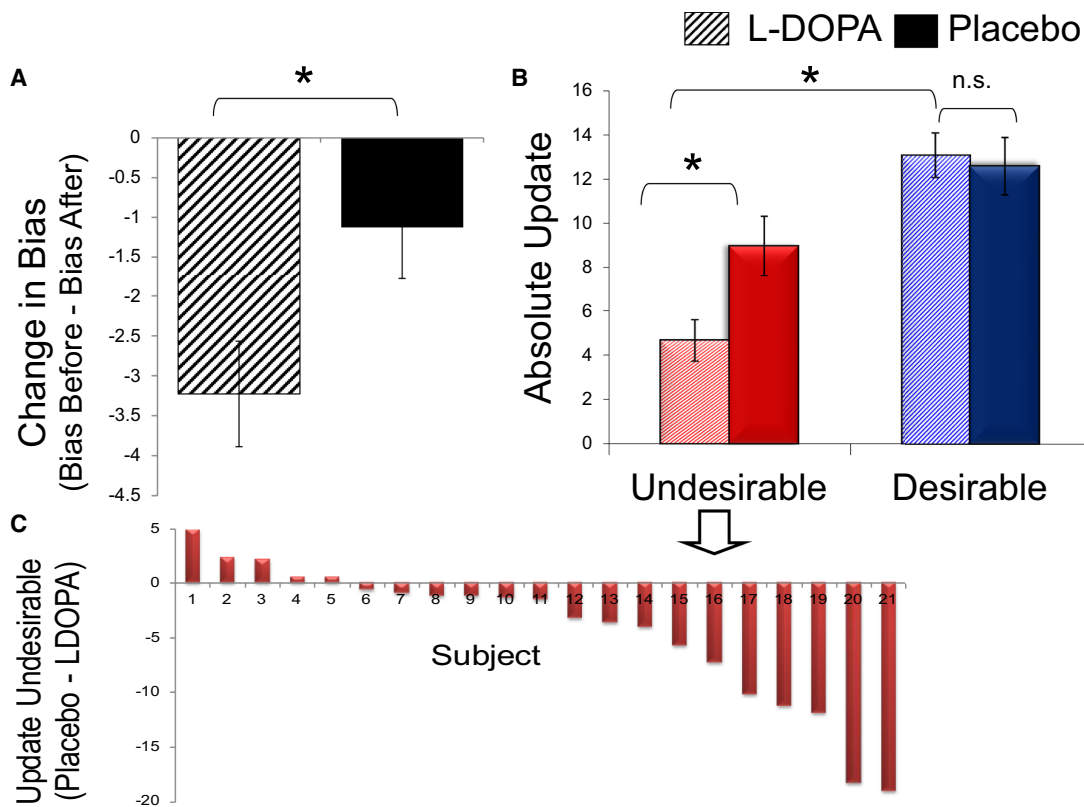 L-DOPA Placebo
A
*
0
-0.5
-1
-1.5
-2
-2.5
-3
-3.5
-4
-4.5
Change in Bias
(Bias Before - Bias After)
B
*
n.s.
*
16
14
12
10
8
6
4
2
0
Absolute Update
Undesirable Desirable
C
5
0
-5
-10
-15
-20
Update Undesirable
(Placebo - LDOPA)
1 2 3 4 5 6 7 8 9 10 11 12 13 14 15 16 17 18 19 20 21
Subject